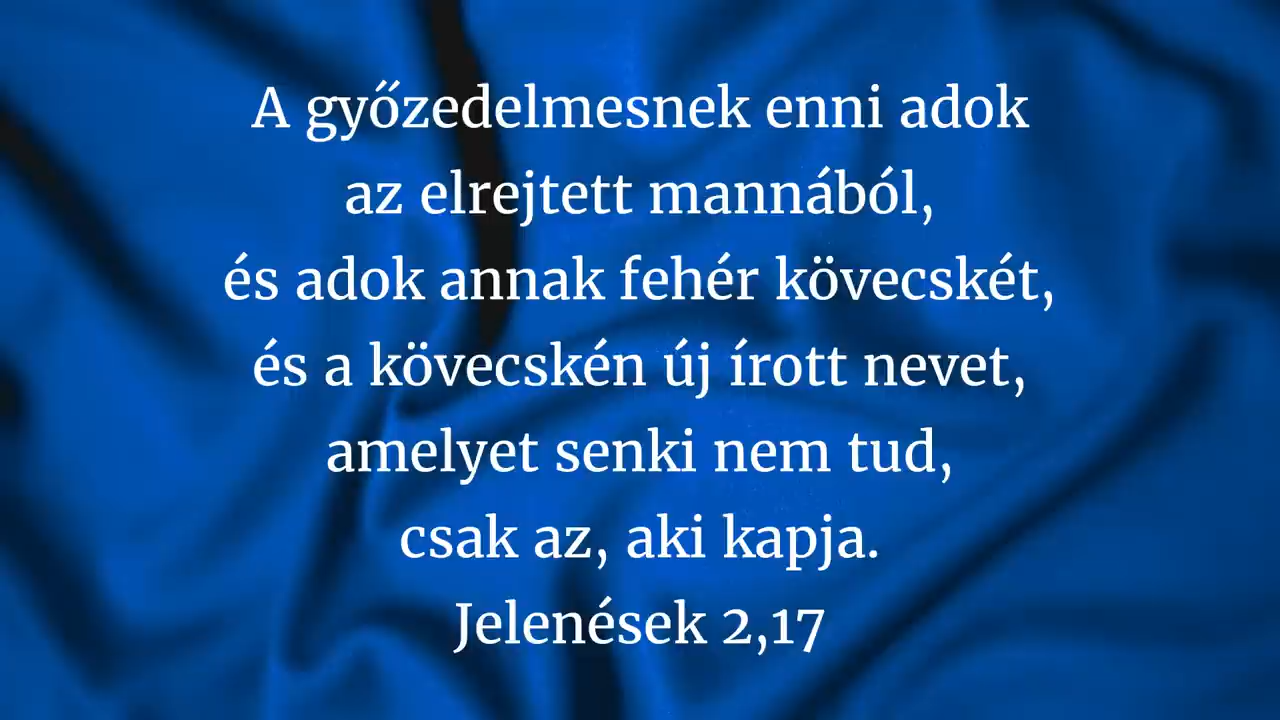 A győzedelmesnek enni adok
az elrejtett mannából,
és adok annak fehér kövecskét,
és a kövecskén új írott nevet,
amelyet senki nem tud,
csak az, aki kapja.
Jelenések 2,17